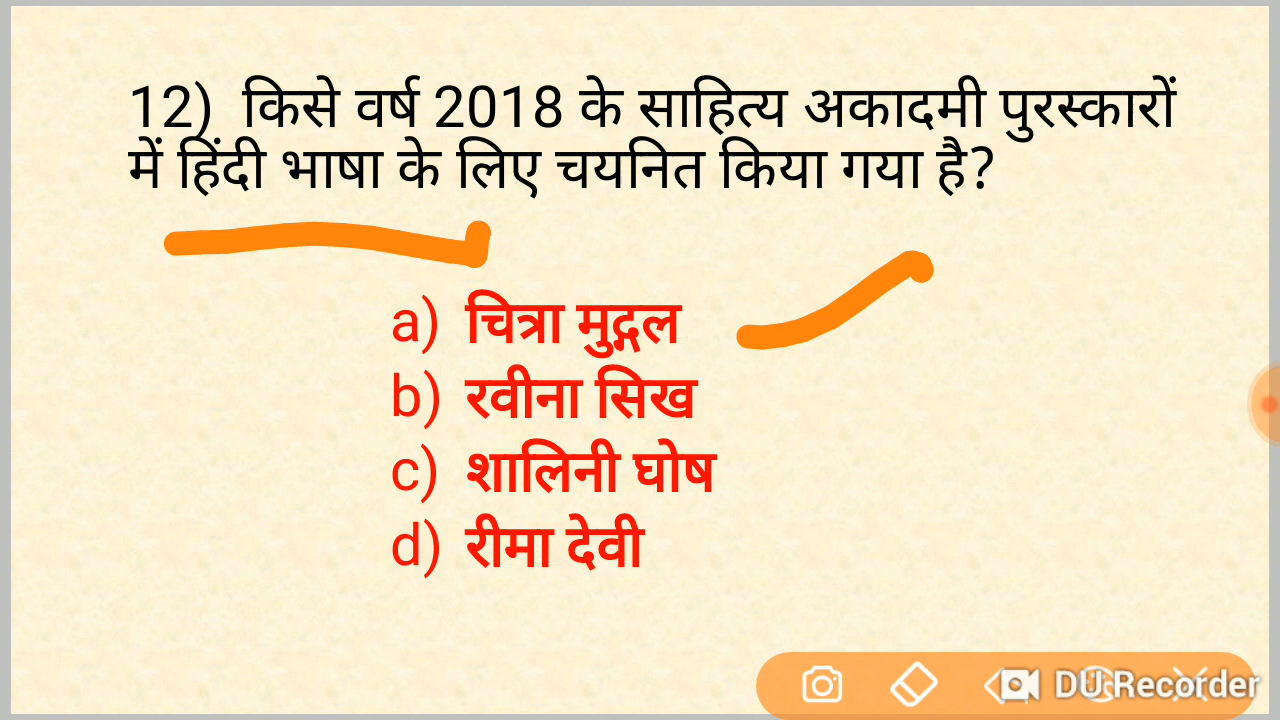 12) किसे वर्ष 2018 के साहित्य अकादमी पुरस्कारों
में हिंदी भाषा के लिए चयनित किया गया है?
a) चित्रा मुद्गल
b) रवीना सिख
c) शालिनी घोष
d) रीमा देवी
DU Recorder